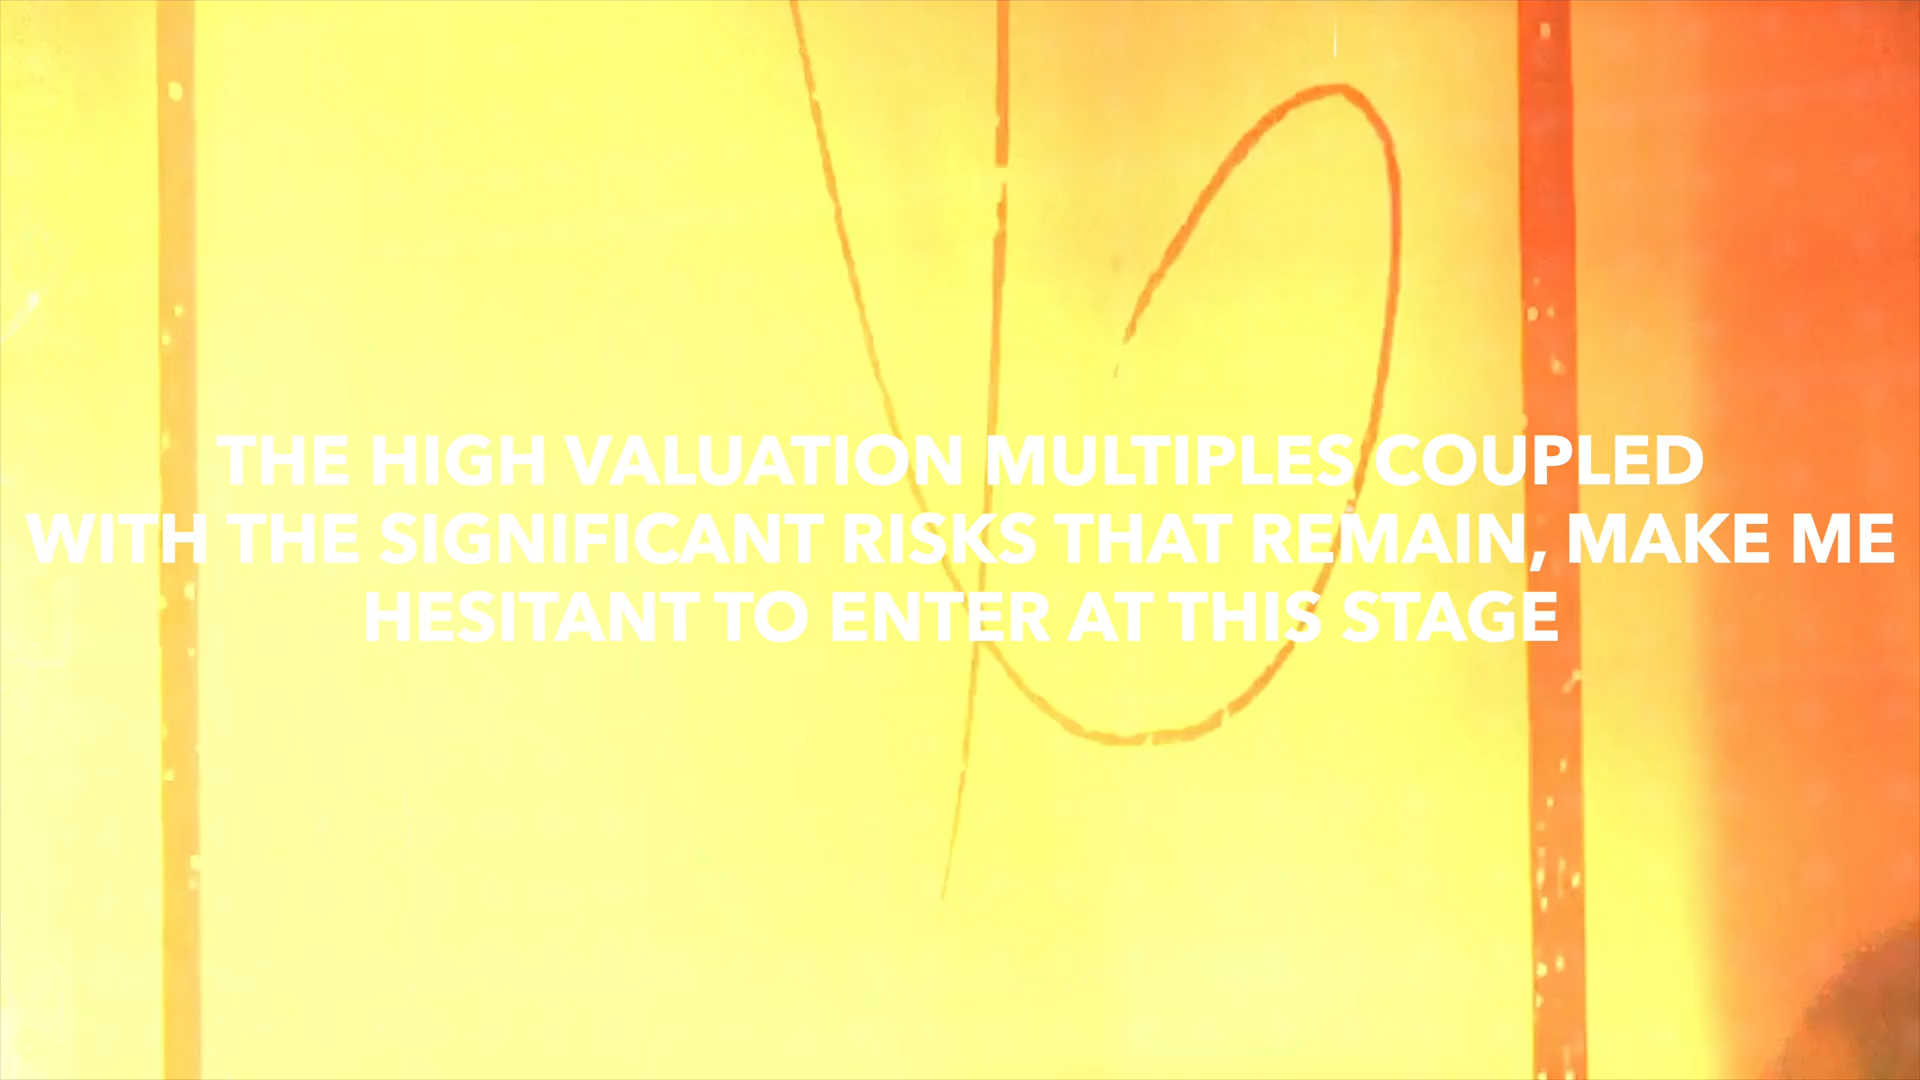 THE HIGH VALUATION MULTIPLES COUPLED
WITH THE SIGNIFICANT RISKS THAT REMAIN, MAKE ME
HESITANT TO ENTER AT THIS STAGE